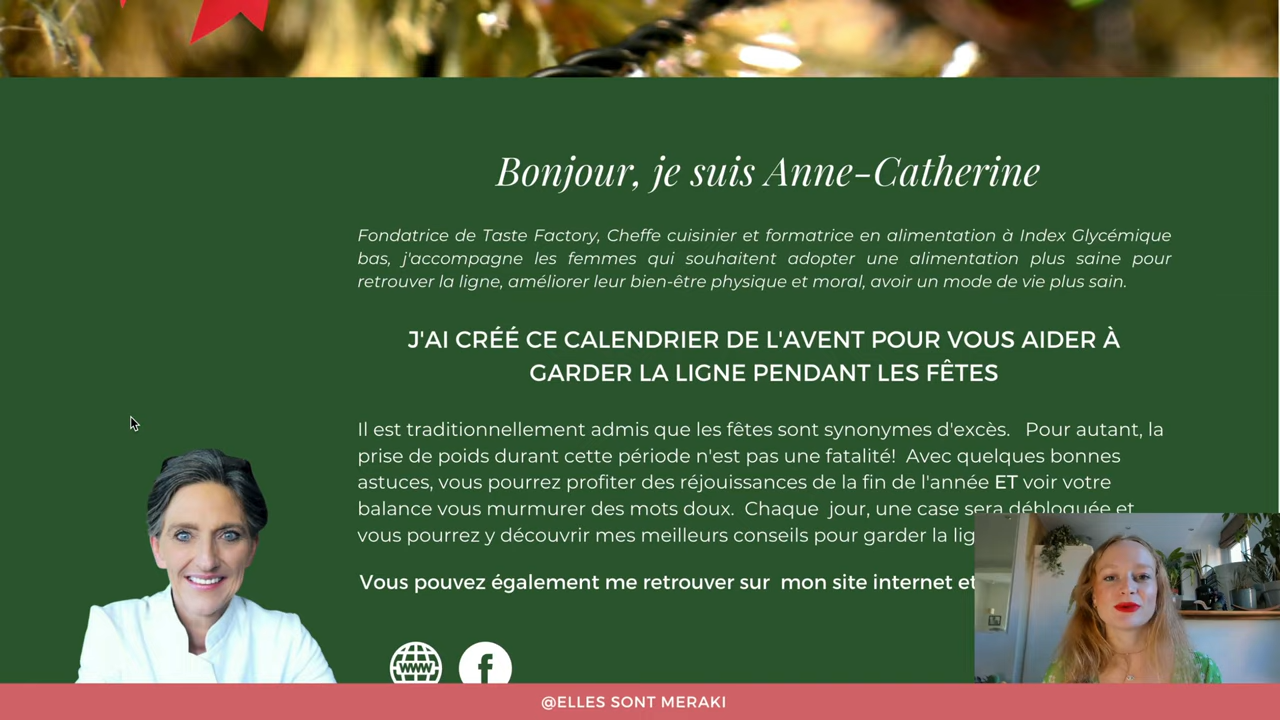 Bonjour, je suis Anne-Catherine
Fondatrice de Taste Factory, Cheffe cuisinier et formatrice en alimentation à Index Glycémique
bas, j'accompagne les femmes qui souhaitent adopter une alimentation plus saine pour
retrouver la ligne, améliorer leur bien-être physique et moral, avoir un mode de vie plus sain.
J'AI CRÉÉ CE CALENDRIER DE L'AVENT POUR VOUS AIDER À
GARDER LA LIGNE PENDANT LES FÊTES
Il est traditionnellement admis que les fêtes sont synonymes d'excès. Pour autant, la
prise de poids durant cette période n'est pas une fatalité! Avec quelques bonnes
astuces, vous pourrez profiter des réjouissances de la fin de l'année ET voir votre
balance vous murmurer des mots doux. Chaque jour, une case sera débloquée et
vous pourrez y découvrir mes meilleurs conseils pour garder la
Vous pouvez également me retrouver sur mon site internet et
WWW
f
@ELLES SONT MERAKI